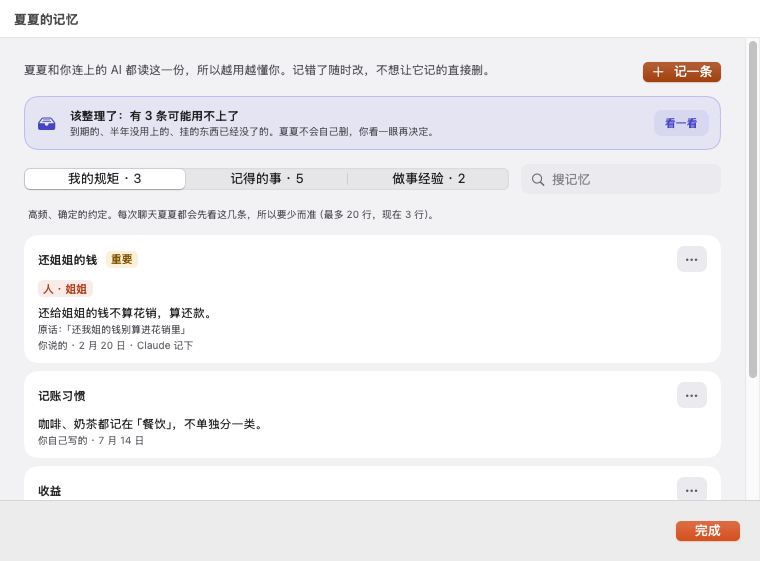 夏夏的记忆
夏夏和你连上的 AI 都读这一份，所以越用越懂你。记错了随时改，不想让它记的直接删。
＋ 记一条
该整理了：有 3 条可能用不上了
到期的、半年没用上的、挂的东西已经没了的。夏夏不会自己删，你看一眼再决定。
看一看
我的规矩 · 3
记得的事 · 5
做事经验 · 2
搜记忆
高频、确定的约定。每次聊天夏夏都会先看这几条，所以要少而准（最多 20 行，现在 3 行）。
还姐姐的钱 重要
人 · 姐姐
还给姐姐的钱不算花销，算还款。
原话：「还我姐的钱别算进花销里」
你说的 · 2 月 20 日 · Claude 记下
记账习惯
咖啡、奶茶都记在「餐饮」，不单独分一类。
你自己写的 · 7 月 14 日
收益
完成